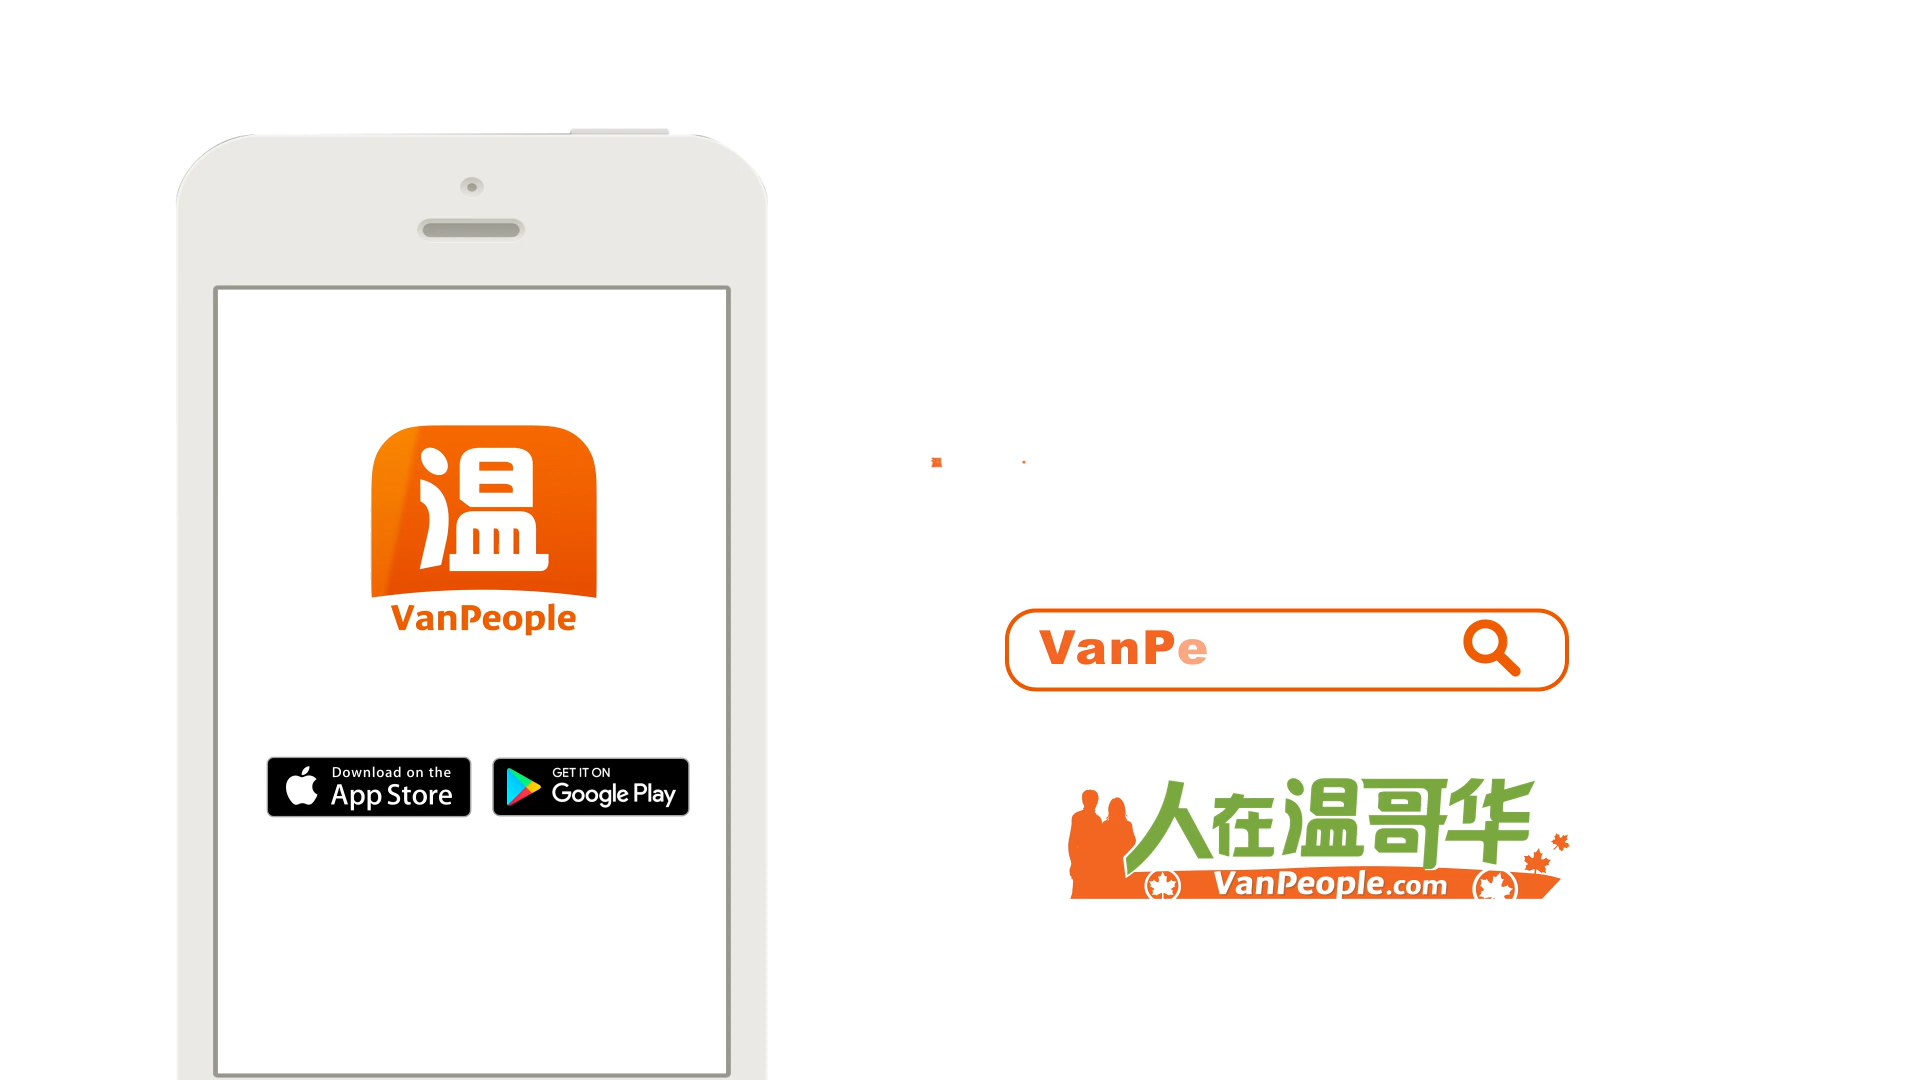 温
VanPeople
Download on the
App Store
GET IT ON
Google Play
VanPe
人在温哥华
VanPeople.com